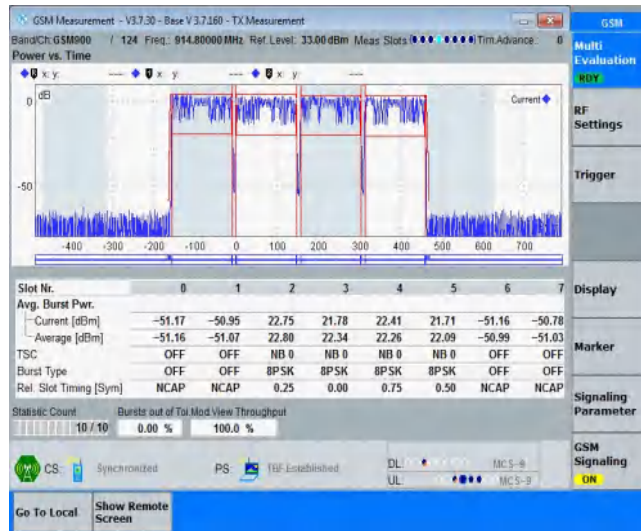 GSM Measurement - V3.7.30 - Base V 3.7.160 - TX Measurement
GSM
Band/Ch: GSM900 / 124 Freq.: 914.80000 MHz Ref. Level: 33.00 dBm Meas Slots Tim.Advance: 0
Power vs. Time
x: y: --- x y --- x y ---
dB
Current
0
-50
-400 -300 -200 -100 0 100 200 300 400 500 600 700
Slot Nr. 0 1 2 3 4 5 6 7
Avg. Burst Pwr.
Current [dBm] -51.17 -50.95 22.75 21.78 22.41 21.71 -51.16 -50.78
Average [dBm] -51.16 -51.07 22.80 22.34 22.26 22.09 -50.99 -51.03
TSC OFF OFF NB 0 NB 0 NB 0 NB 0 OFF OFF
Burst Type OFF OFF 8PSK 8PSK 8PSK 8PSK OFF OFF
Rel. Slot Timing [Sym] NCAP NCAP 0.25 0.00 0.75 0.50 NCAP NCAP
Statistic Count Bursts out of Tol. Mod.View Throughput
10 / 10 0.00 % 100.0 %
CS: Synchronized PS: TBF Established DL: MCS-9
UL: MCS-9
Multi
Evaluation
RDY
RF
Settings
Trigger
Display
Marker
Signaling
Parameter
GSM
Signaling
ON
Go To Local
Show Remote
Screen